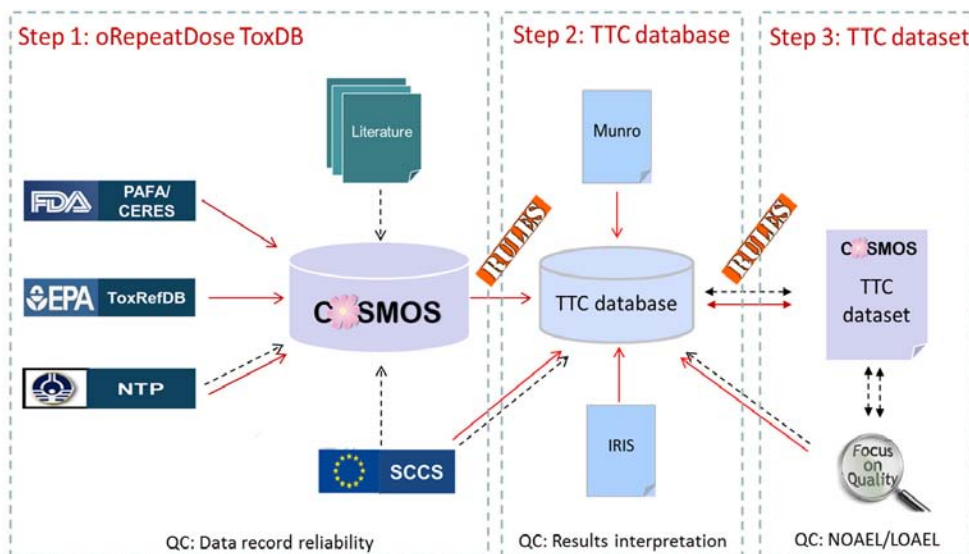 Step 1: oRepeatDose ToxDB
Step 2: TTC database
Step 3: TTC dataset
Literature
Munro
FDA
PAFA/
CERES
RULES
RULES
COSMOS
EPA
ToxRefDB
COSMOS
TTC database
TTC
dataset
NTP
SCCS
IRIS
Focus
on
Quality
QC: Data record reliability
QC: Results interpretation
QC: NOAEL/LOAEL